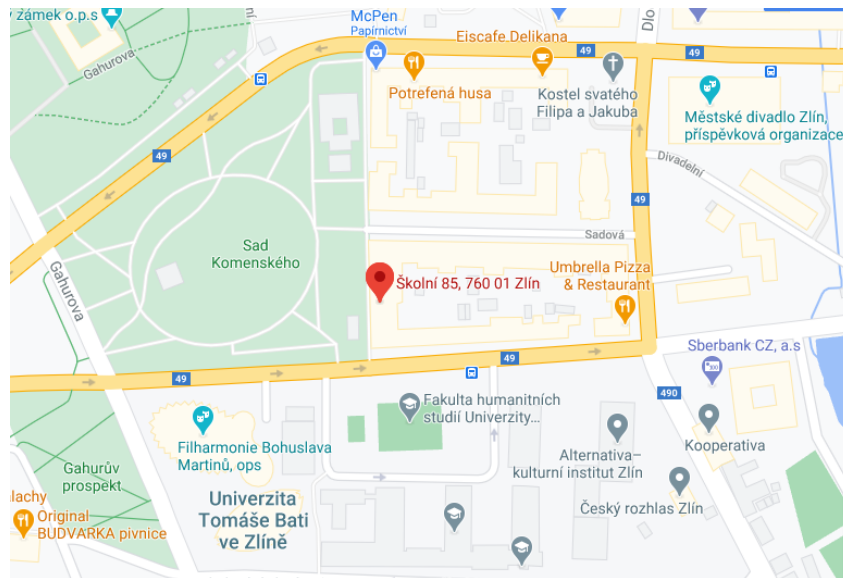 zámek o.p.s
Gahurova
McPen
Papírnictví
Eiscafe Delikana
49
Dlo
49
Potrefená husa
Kostel svatého
Filipa a Jakuba
Městské divadlo Zlín,
příspěvková organizace
49
Divadelní
49
Sadová
Sad
Komenského
Gahurova
Školní 85, 760 01 Zlín
Umbrella Pizza
& Restaurant
49
49
Sberbank CZ, a.s
490
Fakulta humanitních
studií Univerzity...
Filharmonie Bohuslava
Martinů, ops
Kooperativa
Alternativa–
kulturní institut Zlín
Gahurův
prospekt
lachy
Univerzita
Tomáše Bati
ve Zlíně
Český rozhlas Zlín
Original
BUDVARKA pivnice